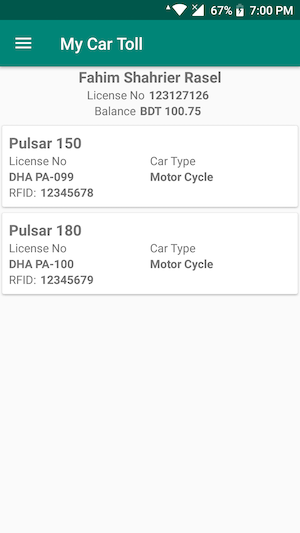 67% 7:00 PM
My Car Toll
Fahim Shahrier Rasel
License No 123127126
Balance BDT 100.75
Pulsar 150
License No Car Type
DHA PA-099 Motor Cycle
RFID: 12345678
Pulsar 180
License No Car Type
DHA PA-100 Motor Cycle
RFID: 12345679